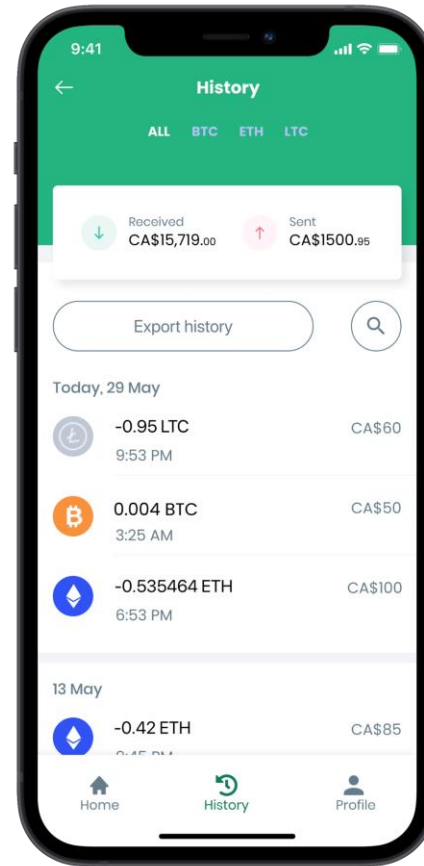 9:41
History
ALL BTC ETH LTC
Received Sent
CA$15,719.00 CA$1500.95
Export history
Today, 29 May
-0.95 LTC CA$60
9:53 PM
0.004 BTC CA$50
3:25 AM
-0.535464 ETH CA$100
6:53 PM
13 May
-0.42 ETH CA$85
PM
Home History Profile